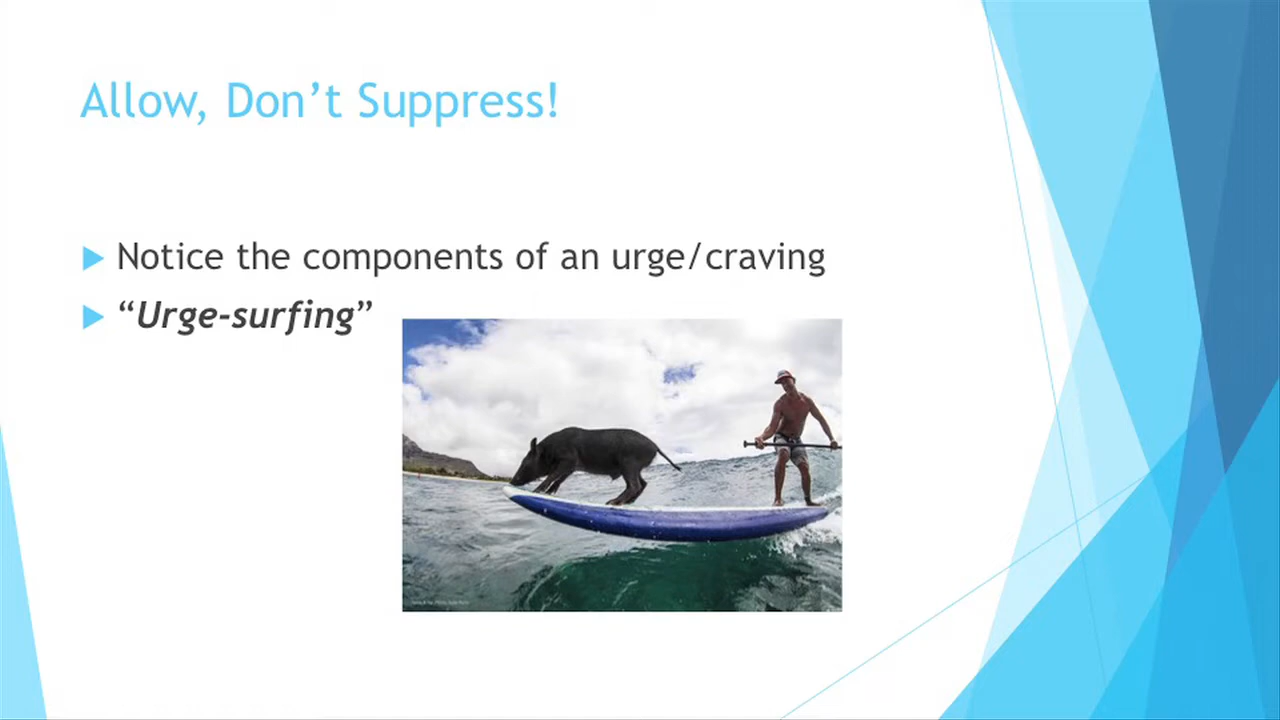 Allow, Don’t Suppress!
Notice the components of an urge/craving
“Urge-surfing”